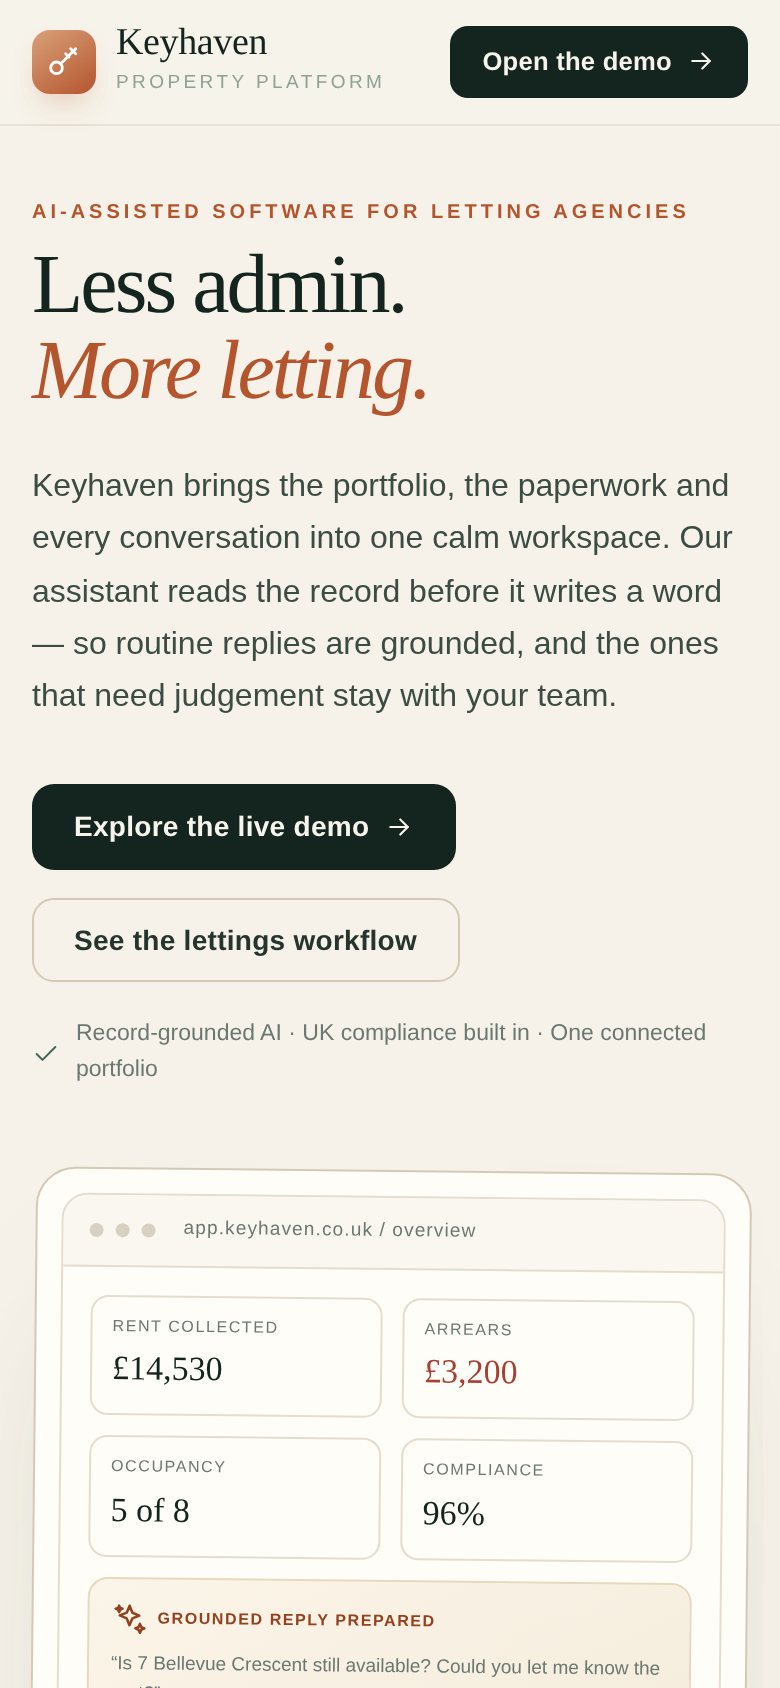 Keyhaven
PROPERTY PLATFORM
Open the demo
AI-ASSISTED SOFTWARE FOR LETTING AGENCIES
Less admin.
More letting.
Keyhaven brings the portfolio, the paperwork and
every conversation into one calm workspace. Our
assistant reads the record before it writes a word
— so routine replies are grounded, and the ones
that need judgement stay with your team.
Explore the live demo
See the lettings workflow
Record-grounded AI · UK compliance built in · One connected
portfolio
app.keyhaven.co.uk / overview
RENT COLLECTED
£14,530
ARREARS
£3,200
OCCUPANCY
5 of 8
COMPLIANCE
96%
GROUNDED REPLY PREPARED
“Is 7 Bellevue Crescent still available? Could you let me know the